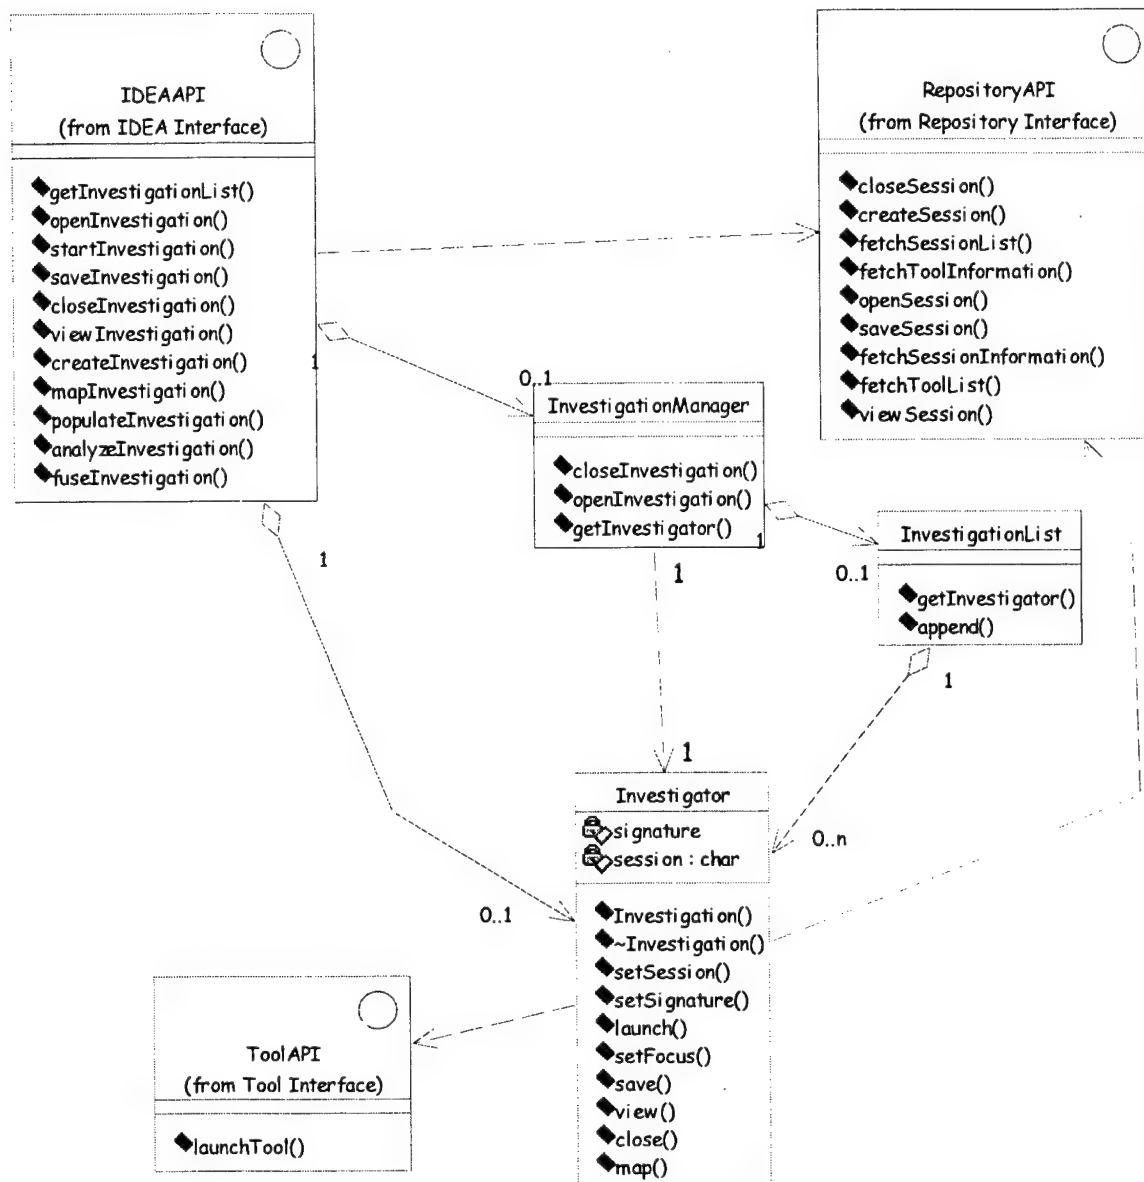 IDEAAPI
(from IDEA Interface)
getInvestigationList()
openInvestigation()
startInvestigation()
saveInvestigation()
closeInvestigation()
viewInvestigation()
createInvestigation()
mapInvestigation()
populateInvestigation()
analyzeInvestigation()
fuseInvestigation()
RepositoryAPI
(from Repository Interface)
closeSession()
createSession()
fetchSessionList()
fetchToolInformation()
openSession()
saveSession()
fetchSessionInformation()
fetchToolList()
viewSession()
1
0..1
InvestigationManager
closeInvestigation()
openInvestigation()
getInvestigator()
1
0..1
InvestigationList
getInvestigator()
append()
1
1
1
1
0..n
0..1
Investigator
signature
session : char
Investigation()
~Investigation()
setSession()
setSignature()
launch()
setFocus()
save()
view()
close()
map()
ToolAPI
(from Tool Interface)
launchTool()